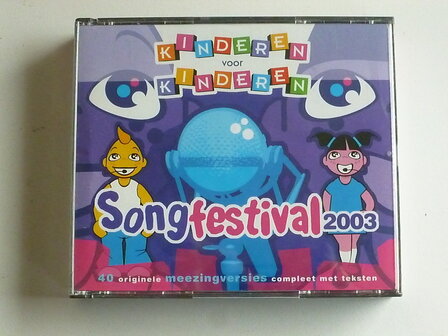 KINDEREN
voor
KINDEREN
Songfestival 2003
40 originele meezingversies compleet met teksten